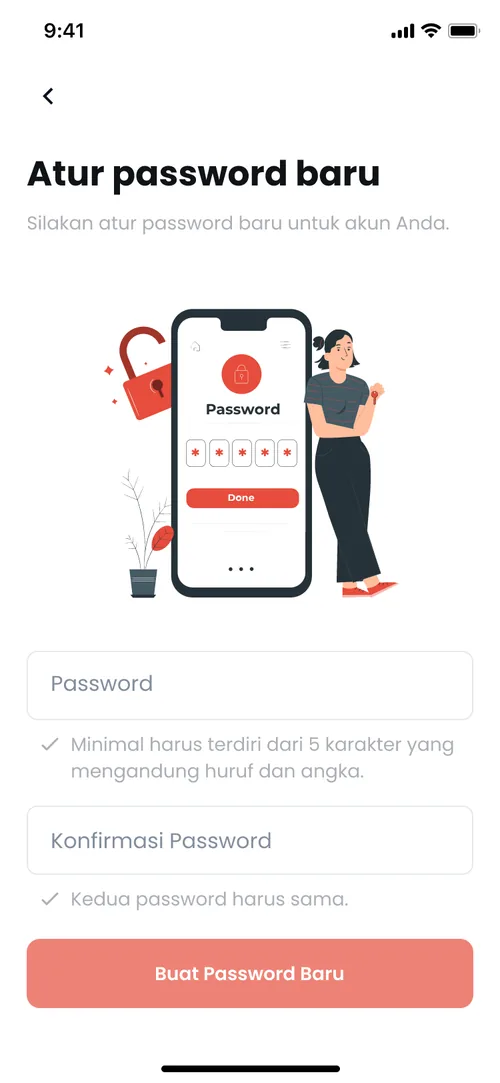 9:41
Atur password baru
Silakan atur password baru untuk akun Anda.
Password
* * * * *
Done
Password
Minimal harus terdiri dari 5 karakter yang
mengandung huruf dan angka.
Konfirmasi Password
Kedua password harus sama.
Buat Password Baru